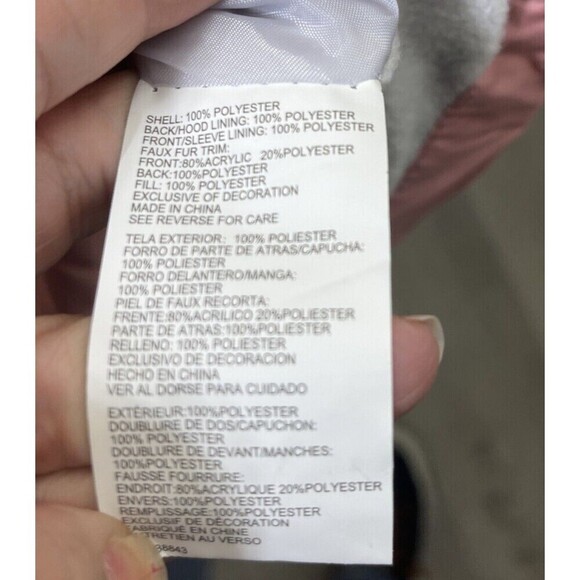 SHELL: 100% POLYESTER
BACK/HOOD LINING: 100% POLYESTER
FRONT/SLEEVE LINING: 100% POLYESTER
FAUX FUR TRIM:
FRONT:80%ACRYLIC 20%POLYESTER
BACK:100%POLYESTER
FILL: 100% POLYESTER
EXCLUSIVE OF DECORATION
MADE IN CHINA
SEE REVERSE FOR CARE
TELA EXTERIOR: 100% POLIESTER
FORRO DE PARTE DE ATRAS/CAPUCHA:
100% POLIESTER
FORRO DELANTERO/MANGA:
100% POLIESTER
PIEL DE FAUX RECORTA:
FRENTE:80%ACRILICO 20%POLIESTER
PARTE DE ATRAS:100%POLIESTER
RELLENO: 100% POLIESTER
EXCLUSIVO DE DECORACION
HECHO EN CHINA
VER AL DORSE PARA CUIDADO
EXTÉRIEUR:100%POLYESTER
DOUBLURE DE DOS/CAPUCHON:
100% POLYESTER
DOUBLURE DE DEVANT/MANCHES:
100%POLYESTER
FAUSSE FOURRURE:
ENDROIT:80%ACRYLIQUE 20%POLYESTER
ENVERS:100%POLYESTER
REMPLISSAGE:100%POLYESTER
EXCLUSIF DE DÉCORATION
FABRIQUÉ EN CHINE
ENTRETIEN AU VERSO